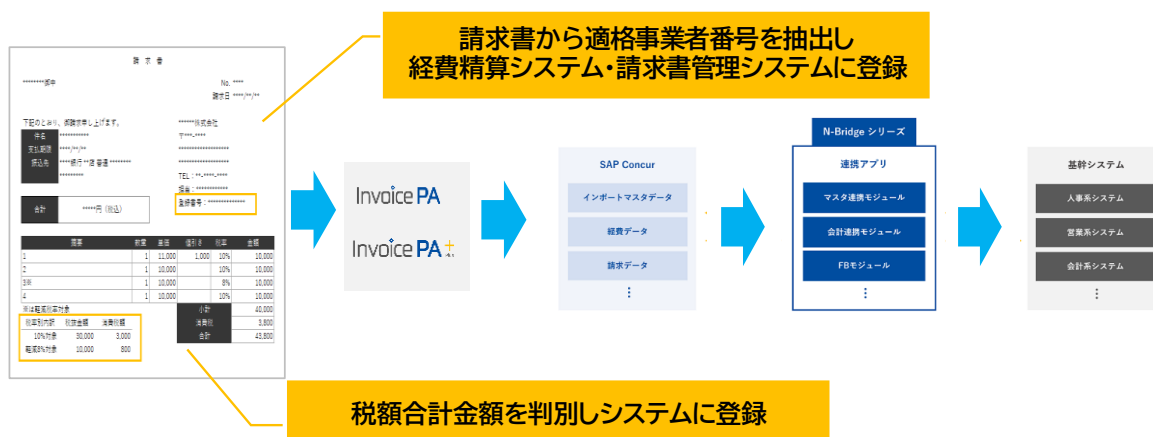 請求書から適格事業者番号を抽出し
経費精算システム・請求書管理システムに登録
請 求 書
********御中
No. ****
請求日 ****/**/**
下記のとおり、御請求申し上げます。
件名 ***********
支払期限 ****/**/**
振込先 ****銀行 **店 普通 ********
*********
******株式会社
〒***-****
******************
******************
TEL：**-****-****
担当：************
登録番号：**************
合計 *****円 (税込)
摘要 数量 単価 値引き 税率 金額
1 1 11,000 1,000 10% 10,000
2 1 10,000 10% 10,000
3※ 1 10,000 8% 10,000
4 1 10,000 10% 10,000
※は軽減税率対象
小計 40,000
消費税 3,800
合計 43,800
税率別内訳 税抜金額 消費税額
10%対象 30,000 3,000
軽減8%対象 10,000 800
Invoice PA
Invoice PA+
SAP Concur
インポートマスタデータ
経費データ
請求データ
⋮
N-Bridge シリーズ
連携アプリ
マスタ連携モジュール
会計連携モジュール
FBモジュール
⋮
基幹システム
人事系システム
営業系システム
会計系システム
⋮
税額合計金額を判別しシステムに登録